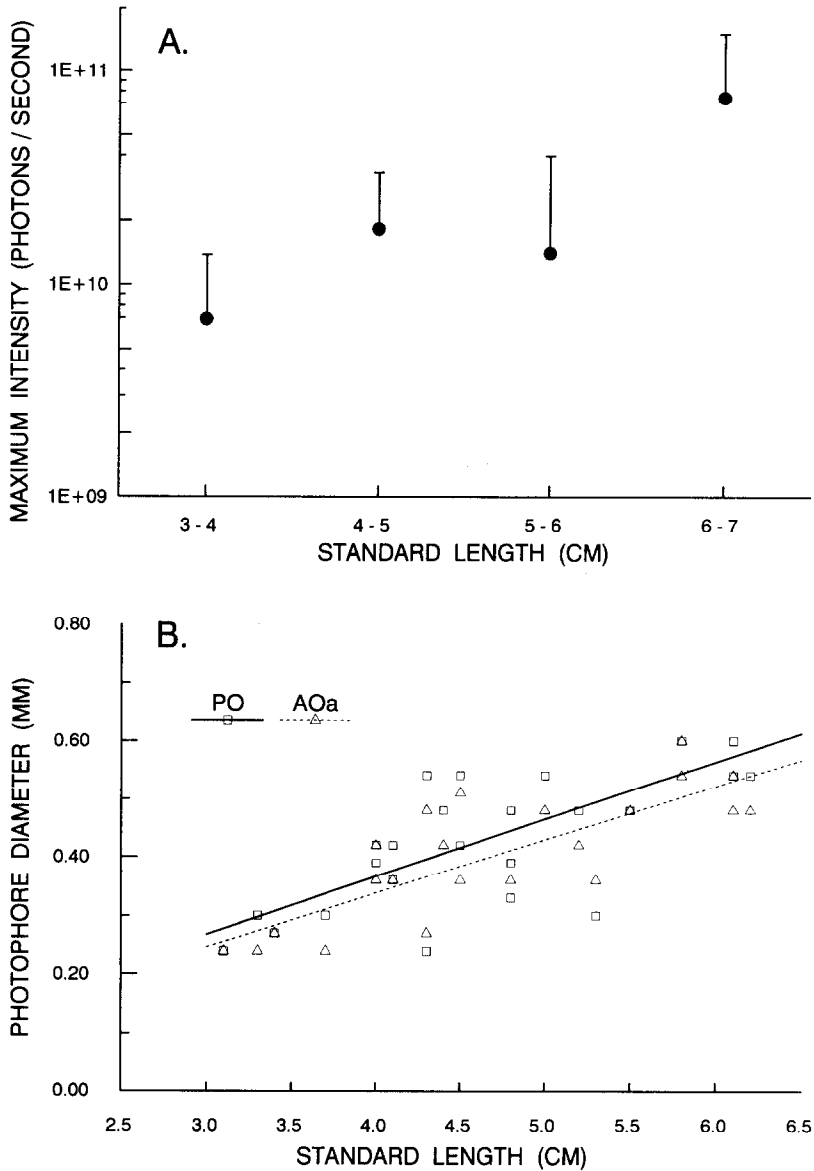 A.
MAXIMUM INTENSITY (PHOTONS / SECOND)
1E+11
1E+10
1E+09
3-4 4-5 5-6 6-7
STANDARD LENGTH (CM)
B.
PHOTOPHORE DIAMETER (MM)
0.80
PO AOa
0.60
0.40
0.20
0.00
2.5 3.0 3.5 4.0 4.5 5.0 5.5 6.0 6.5
STANDARD LENGTH (CM)